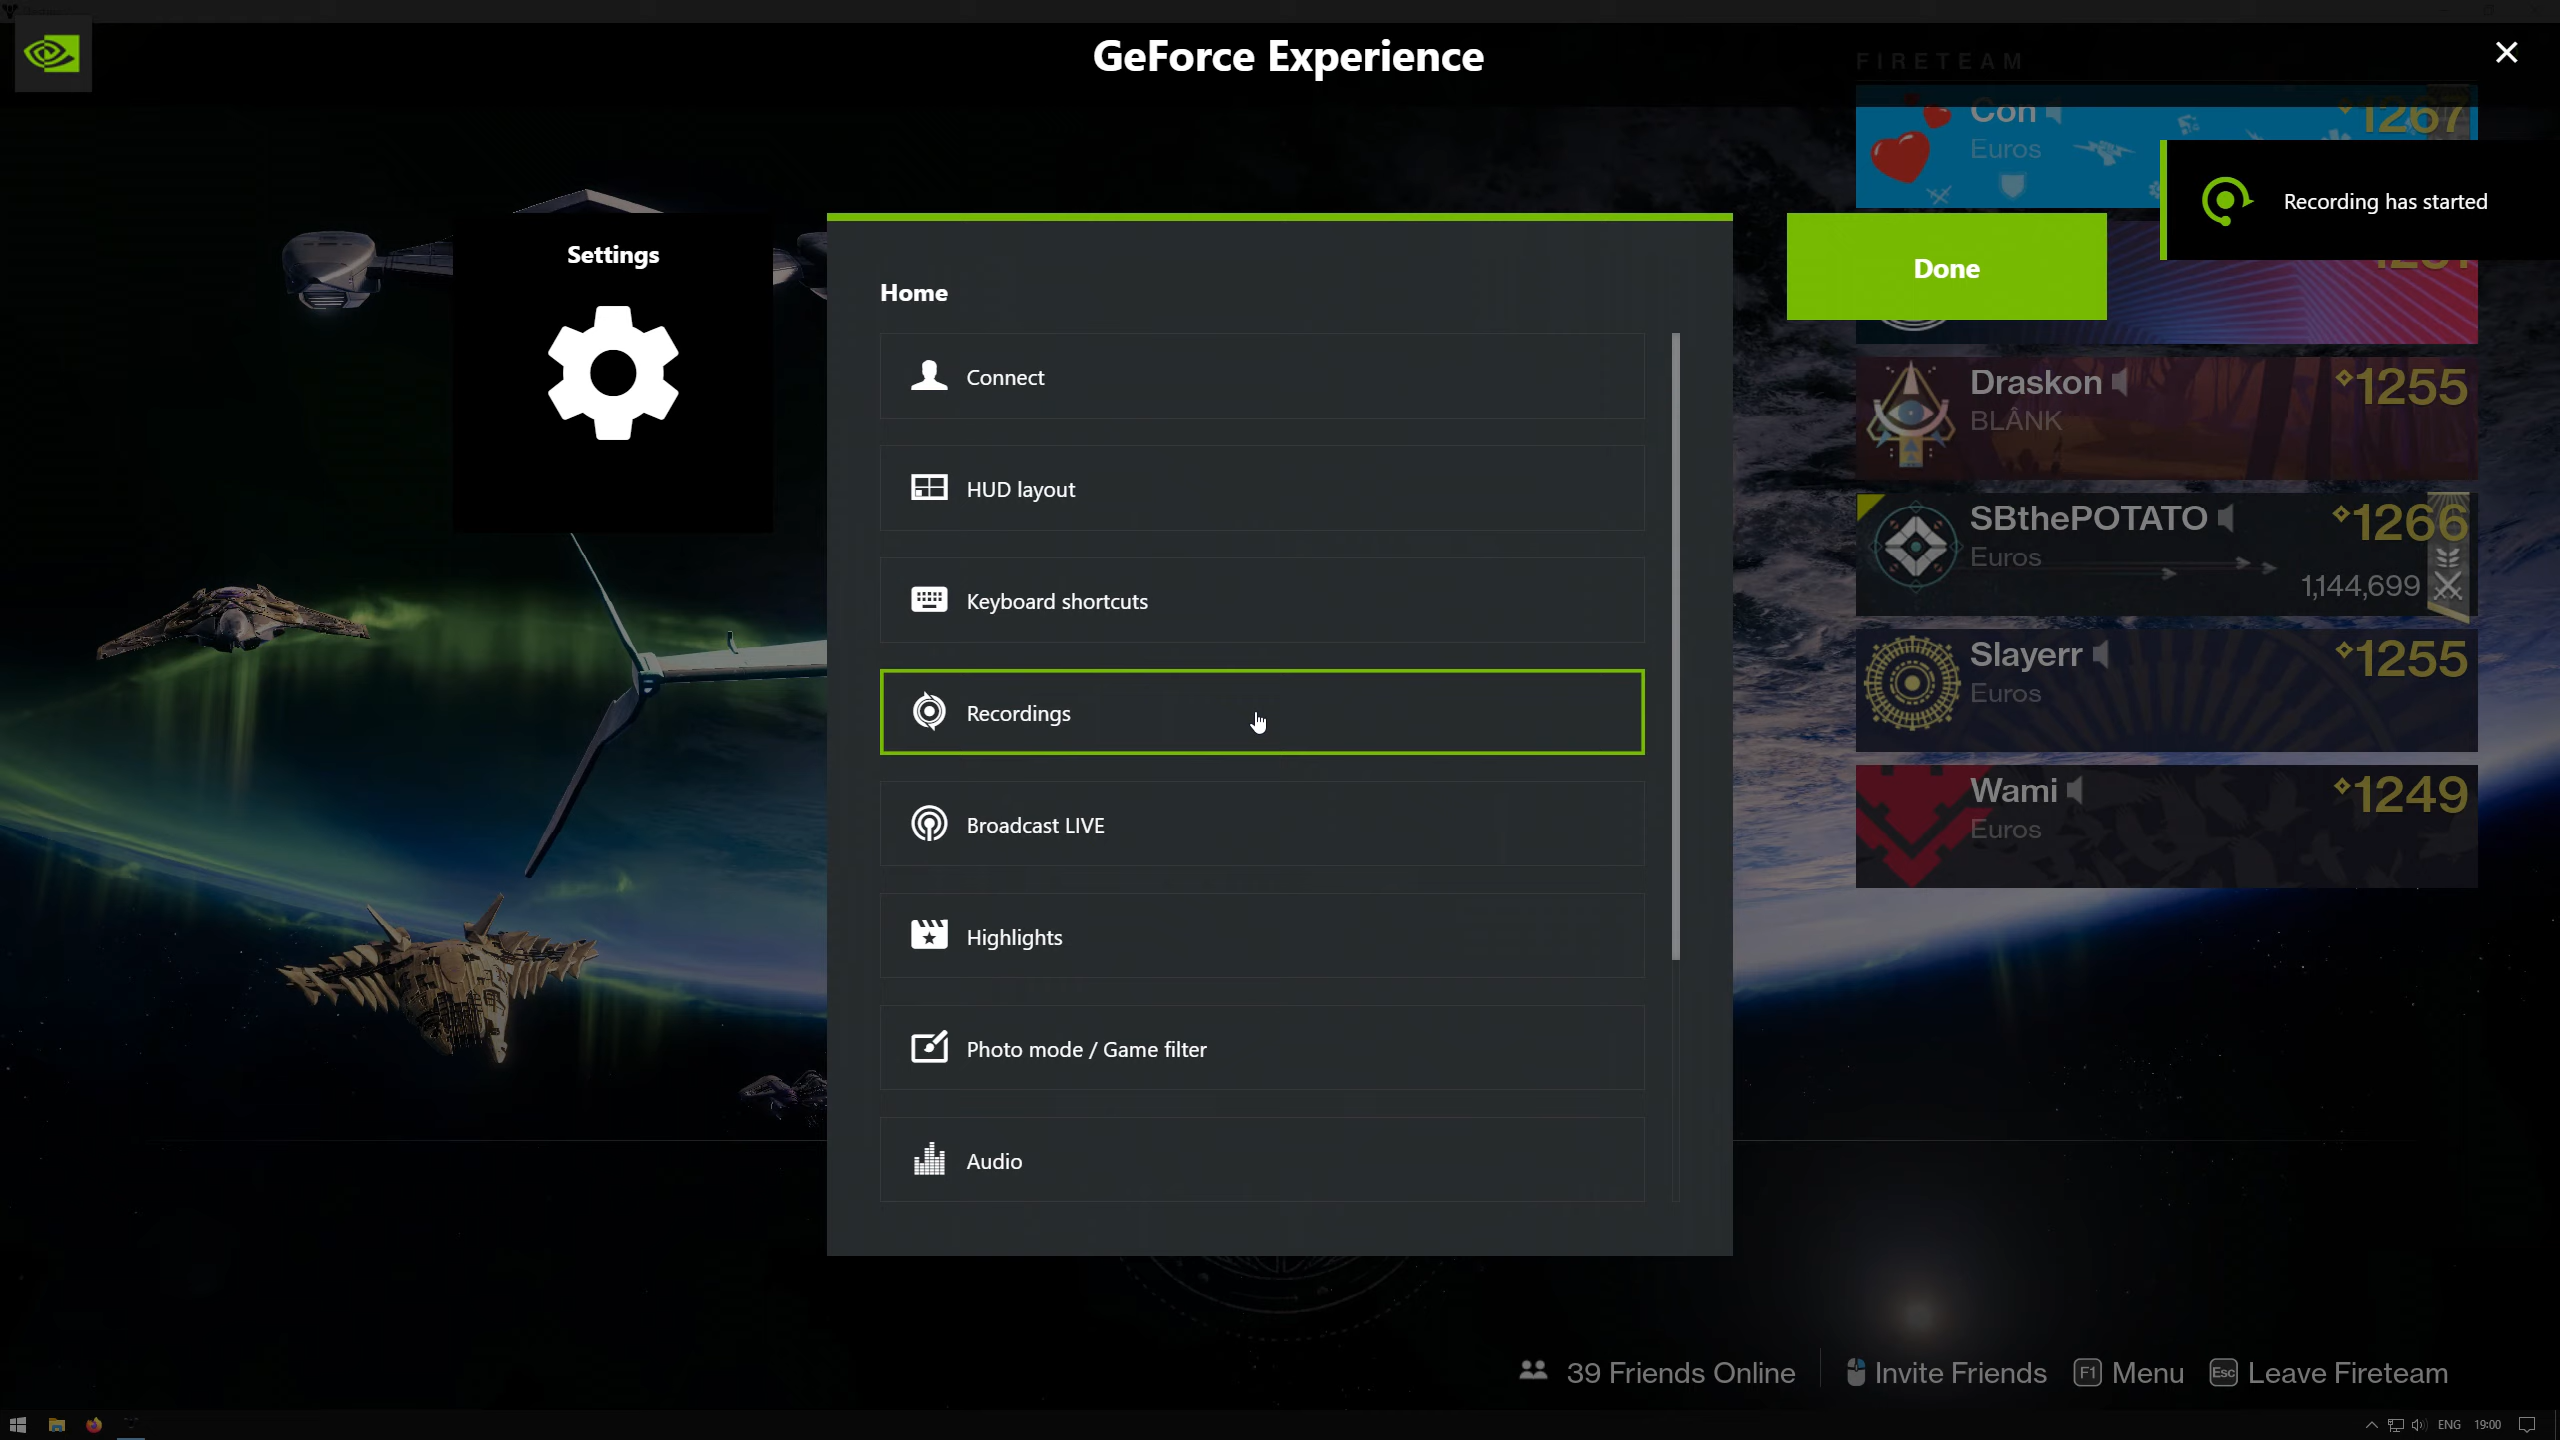 GeForce Experience
FIRETEAM
Con
1267
Euros
Recording has started
Settings
Done
Home
Connect
Draskon
1255
BLÂNK
HUD layout
SBthePOTATO
1266
Euros
1,144,699
Keyboard shortcuts
Slayerr
1255
Euros
Recordings
Wami
1249
Euros
Broadcast LIVE
Highlights
Photo mode / Game filter
Audio
39 Friends Online
Invite Friends
F1 Menu
Esc Leave Fireteam
ENG 19:00